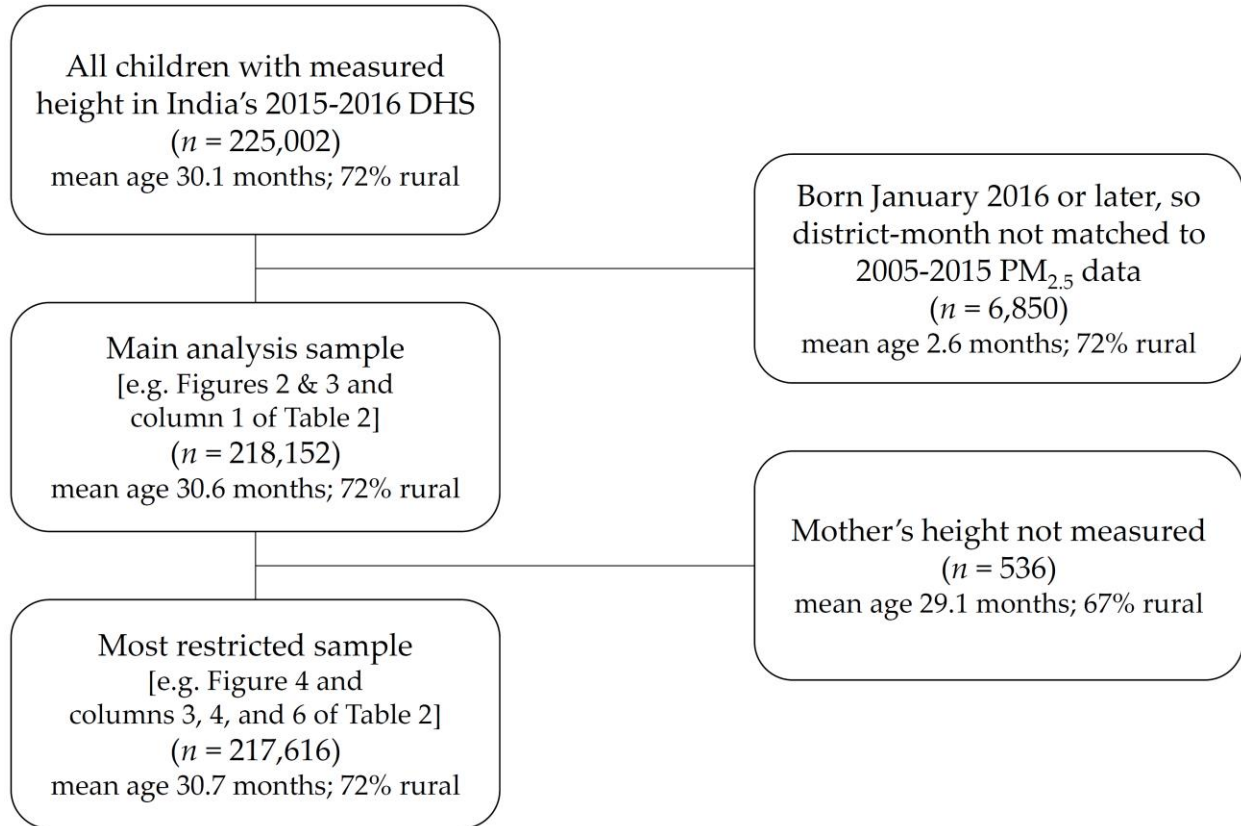 All children with measured
height in India’s 2015-2016 DHS
(n = 225,002)
mean age 30.1 months; 72% rural
Born January 2016 or later, so
district-month not matched to
2005-2015 PM2.5 data
(n = 6,850)
mean age 2.6 months; 72% rural
Main analysis sample
[e.g. Figures 2 & 3 and
column 1 of Table 2]
(n = 218,152)
mean age 30.6 months; 72% rural
Mother’s height not measured
(n = 536)
mean age 29.1 months; 67% rural
Most restricted sample
[e.g. Figure 4 and
columns 3, 4, and 6 of Table 2]
(n = 217,616)
mean age 30.7 months; 72% rural